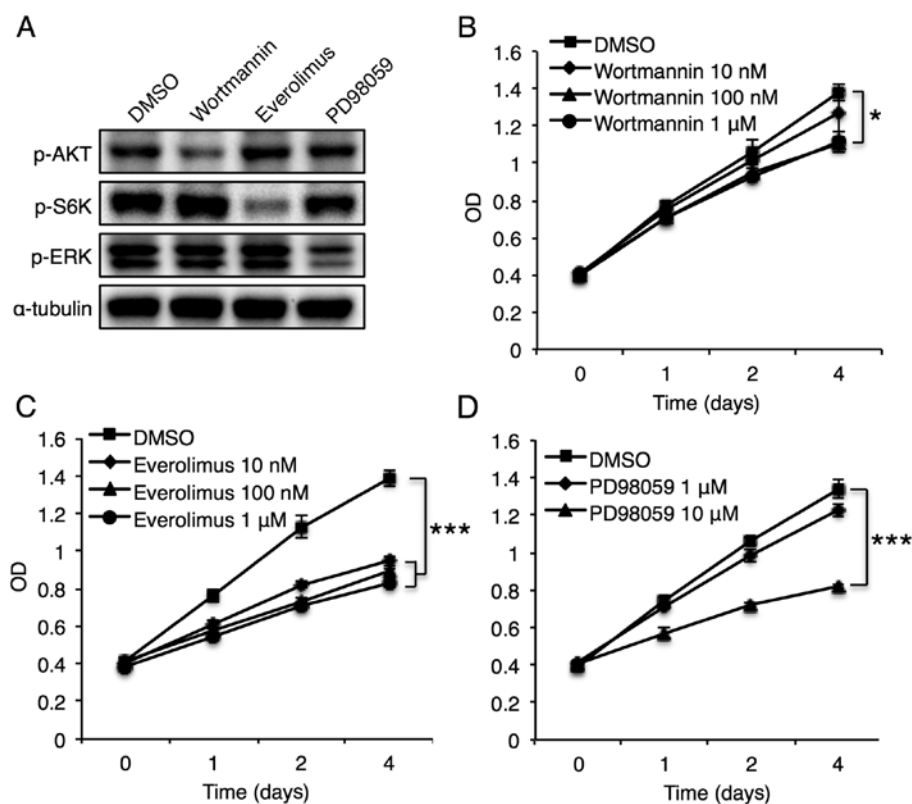 A
DMSO
Wortmannin
Everolimus
PD98059
p-AKT
p-S6K
p-ERK
α-tubulin
B
1.6
1.4
1.2
1
0.8
0.6
0.4
0.2
0
OD
DMSO
Wortmannin 10 nM
Wortmannin 100 nM
Wortmannin 1 µM
*
0 1 2 4
Time (days)
C
1.6
1.4
1.2
1
0.8
0.6
0.4
0.2
0
OD
DMSO
Everolimus 10 nM
Everolimus 100 nM
Everolimus 1 µM
***
0 1 2 4
Time (days)
D
1.6
1.4
1.2
1
0.8
0.6
0.4
0.2
0
OD
DMSO
PD98059 1 µM
PD98059 10 µM
***
0 1 2 4
Time (days)